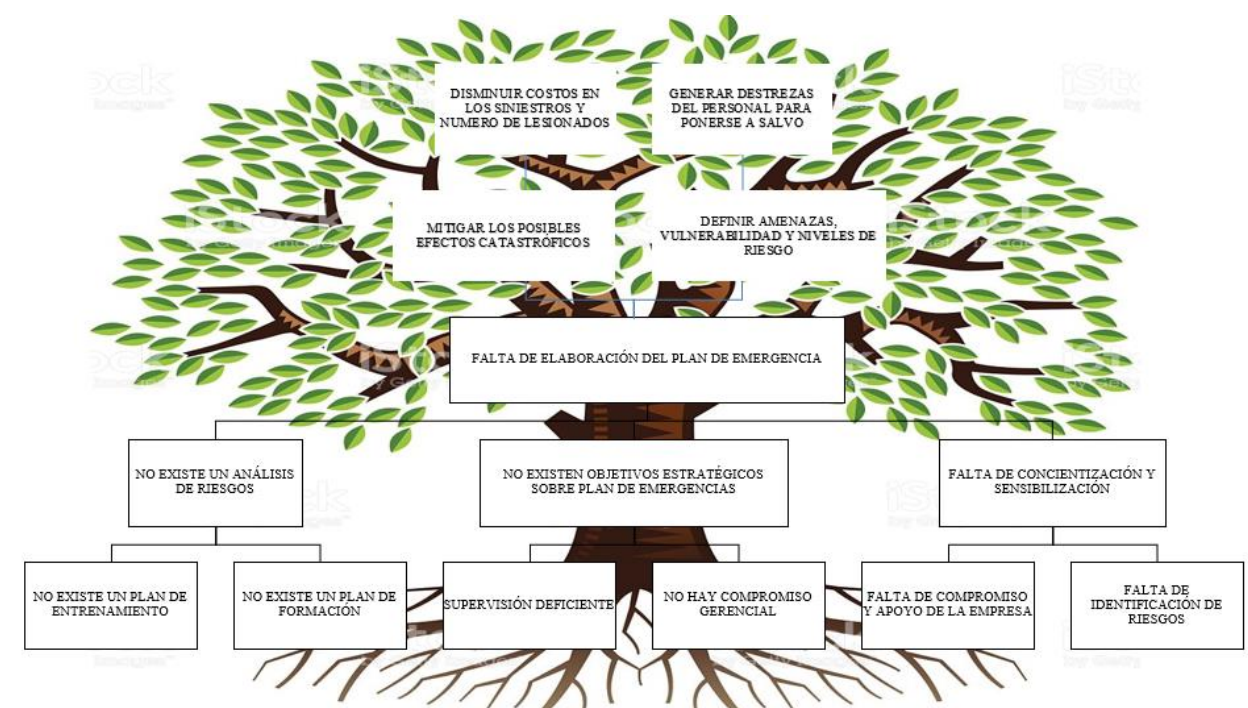 DISMINUIR COSTOS EN
LOS SINIESTROS Y
NUMERO DE LESIONADOS
GENERAR DESTREZAS
DEL PERSONAL PARA
PONERSE A SALVO
MITIGAR LOS POSIBLES
EFECTOS CATASTRÓFICOS
DEFINIR AMENAZAS,
VULNERABILIDAD Y NIVELES DE
RIESGO
FALTA DE ELABORACIÓN DEL PLAN DE EMERGENCIA
NO EXISTE UN ANÁLISIS
DE RIESGOS
NO EXISTEN OBJETIVOS ESTRATÉGICOS
SOBRE PLAN DE EMERGENCIAS
FALTA DE CONCIENTIZACIÓN Y
SENSIBILIZACIÓN
NO EXISTE UN PLAN DE
ENTRENAMIENTO
NO EXISTE UN PLAN DE
FORMACIÓN
SUPERVISIÓN DEFICIENTE
NO HAY COMPROMISO
GERENCIAL
FALTA DE COMPROMISO
Y APOYO DE LA EMPRESA
FALTA DE
IDENTIFICACIÓN DE
RIESGOS